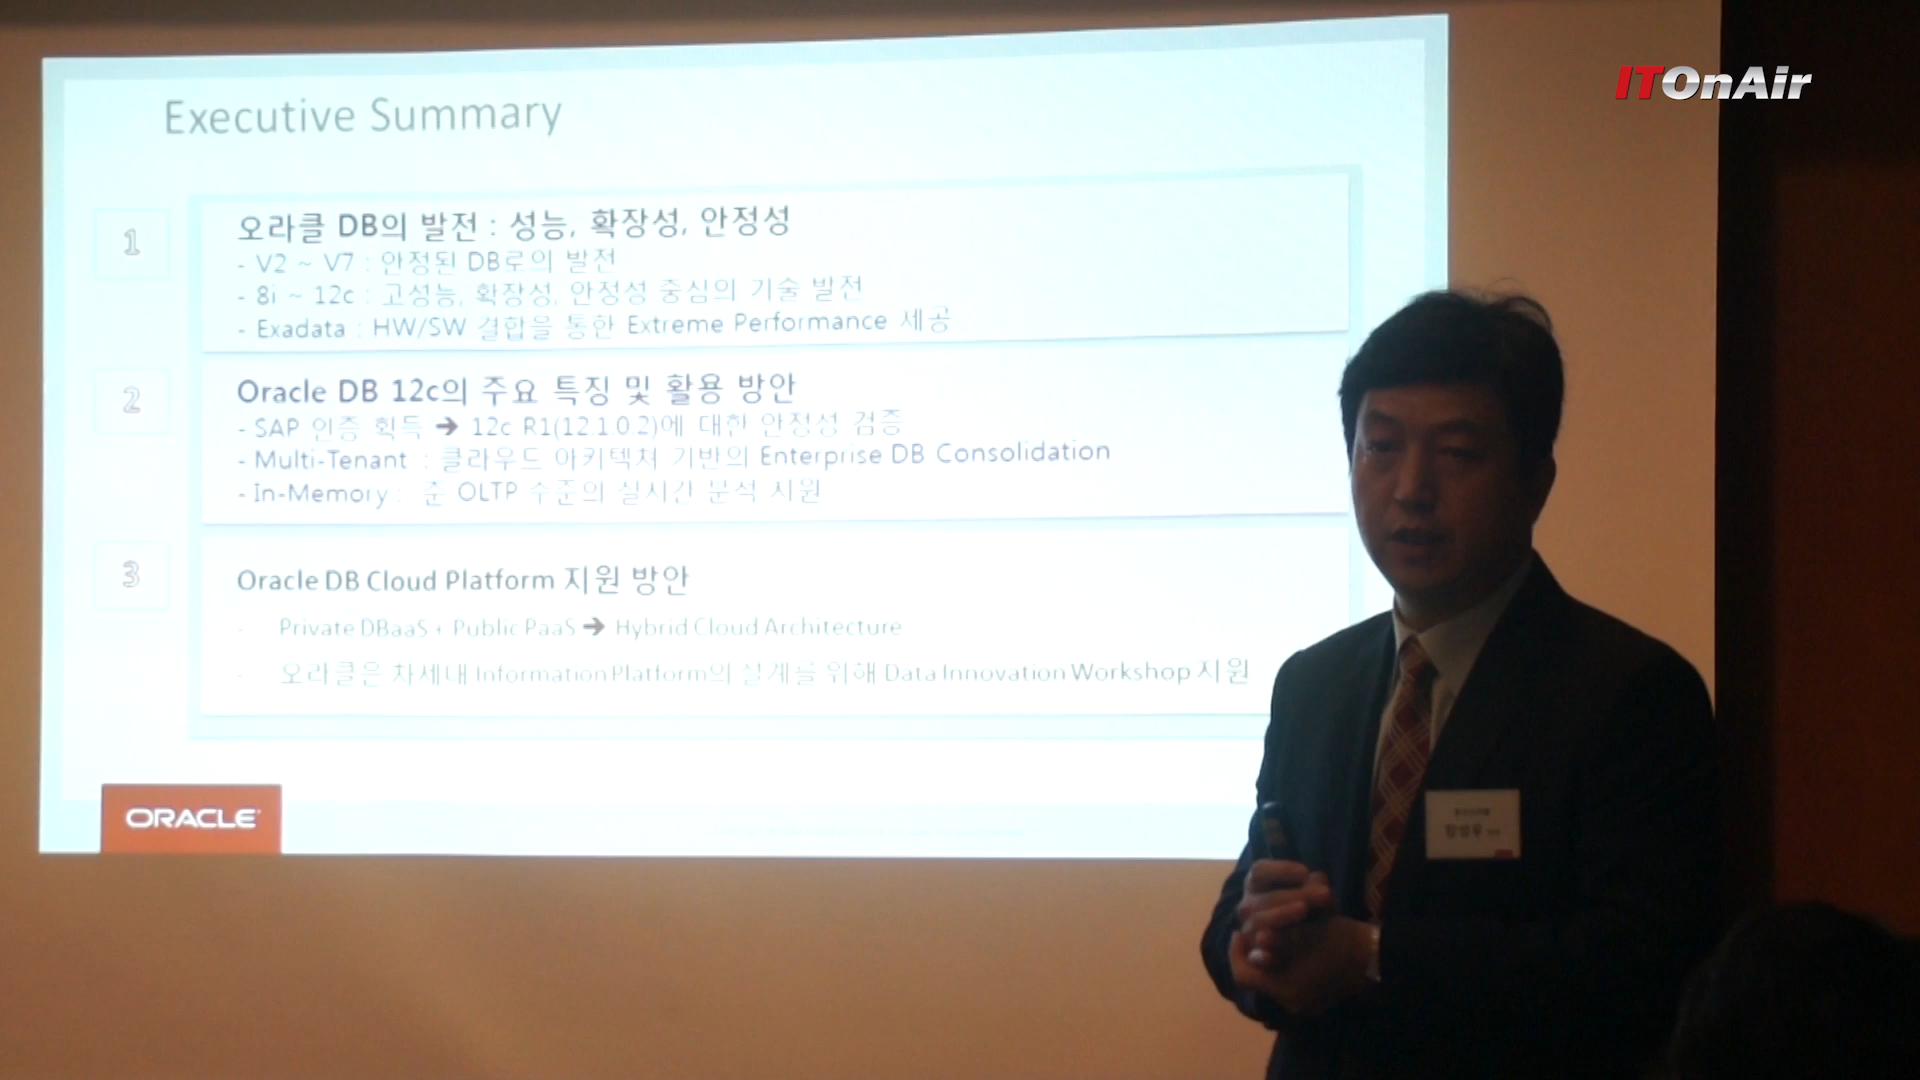 ITOnAir
Executive Summary
1
오라클 DB의 발전 : 성능, 확장성, 안정성
- V2 ~ V7 : 안정된 DB로의 발전
- 8i ~ 12c : 고성능, 확장성, 안정성 중심의 기술 발전
- Exadata : HW/SW 결합을 통한 Extreme Performance 제공
2
Oracle DB 12c의 주요 특징 및 활용 방안
- SAP 인증 획득 ➔ 12c R1(12.1.0.2)에 대한 안정성 검증
- Multi-Tenant : 클라우드 아키텍처 기반의 Enterprise DB Consolidation
- In-Memory : 준 OLTP 수준의 실시간 분석 지원
3
Oracle DB Cloud Platform 지원 방안
- Private DBaaS + Public PaaS ➔ Hybrid Cloud Architecture
- 오라클은 차세대 Information Platform의 설계를 위해 Data Innovation Workshop 지원
ORACLE